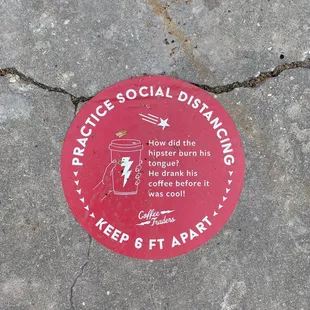 PRACTICE SOCIAL DISTANCING
How did the
hipster burn his
tongue?
He drank his
coffee before it
was cool!
Coffee
Traders
KEEP 6 FT APART